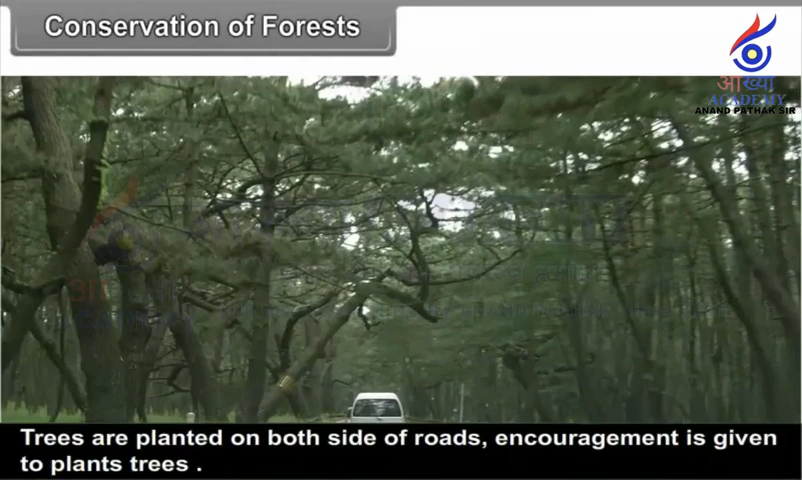 Conservation of Forests
आख्या
ACADEMY
ANAND PATHAK SIR
Trees are planted on both side of roads, encouragement is given
to plants trees .